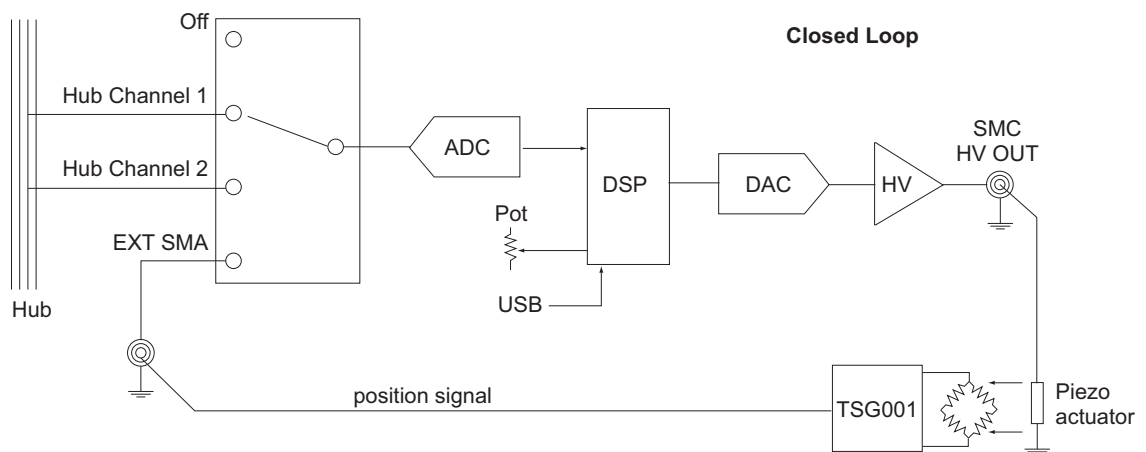 Off
Closed Loop
Hub Channel 1
SMC
HV OUT
ADC
Hub Channel 2
DSP
DAC
HV
Pot
EXT SMA
USB
Hub
position signal
TSG001
Piezo
actuator